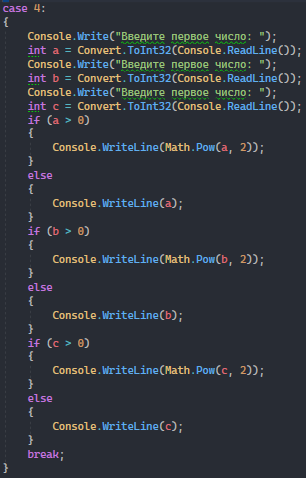 case 4:
{
Console.Write("Введите первое число: ");
int a = Convert.ToInt32(Console.ReadLine());
Console.Write("Введите первое число: ");
int b = Convert.ToInt32(Console.ReadLine());
Console.Write("Введите первое число: ");
int c = Convert.ToInt32(Console.ReadLine());
if (a > 0)
{
Console.WriteLine(Math.Pow(a, 2));
}
else
{
Console.WriteLine(a);
}
if (b > 0)
{
Console.WriteLine(Math.Pow(b, 2));
}
else
{
Console.WriteLine(b);
}
if (c > 0)
{
Console.WriteLine(Math.Pow(c, 2));
}
else
{
Console.WriteLine(c);
}
break;
}